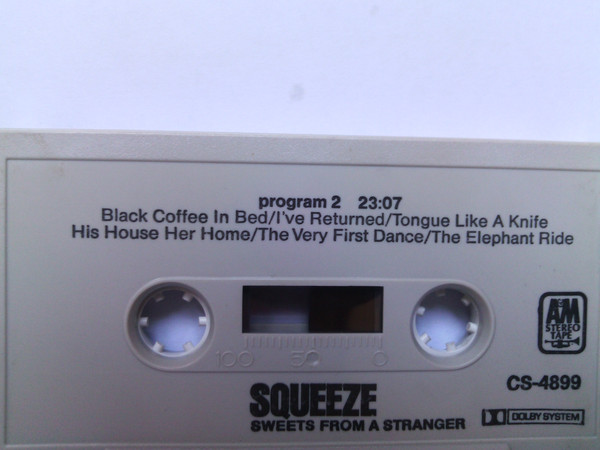 program 2 23:07
Black Coffee In Bed/I've Returned/Tongue Like A Knife
His House Her Home/The Very First Dance/The Elephant Ride
100 50 0
A&M
STEREO
TAPE
CS-4899
SQUEEZE
SWEETS FROM A STRANGER
DOLBY SYSTEM